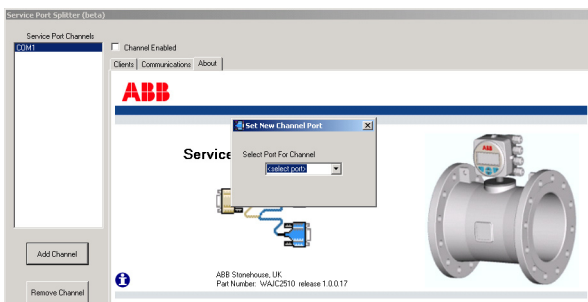 Service Port Splitter (beta)
Service Port Channels
COM1
Channel Enabled
Clients
Communications
About
ABB
Set New Channel Port
Select Port For Channel
<select port>
Service
ABB
Add Channel
Remove Channel
ABB Stonehouse, UK
Part Number: WAJC2510 release 1.0.0.17